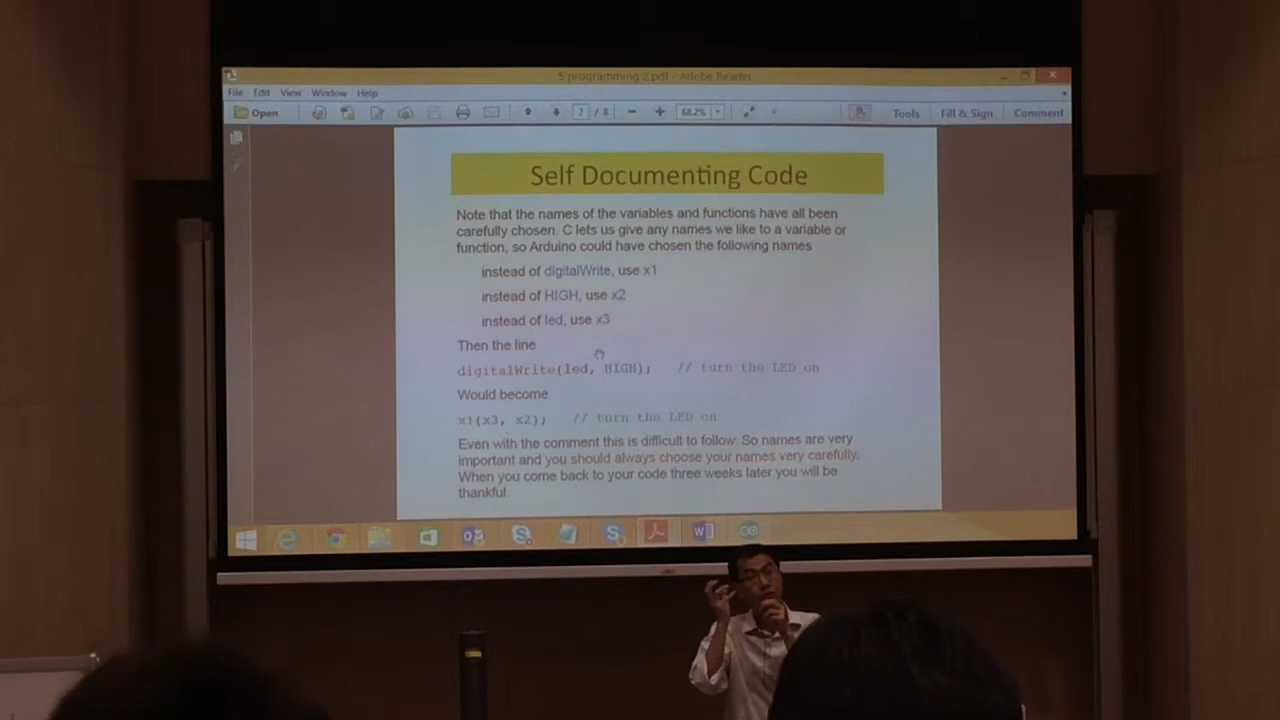 5 programming 2.pdf - Adobe Reader
File Edit View Window Help
Open 7 / 8 68.2% Tools Fill & Sign Comment
Self Documenting Code
Note that the names of the variables and functions have all been
carefully chosen. C lets us give any names we like to a variable or
function, so Arduino could have chosen the following names
instead of digitalWrite, use x1
instead of HIGH, use x2
instead of led, use x3
Then the line
digitalWrite(led, HIGH); // turn the LED on
Would become
x1(x3, x2); // turn the LED on
Even with the comment this is difficult to follow. So names are very
important and you should always choose your names very carefully.
When you come back to your code three weeks later you will be
thankful.